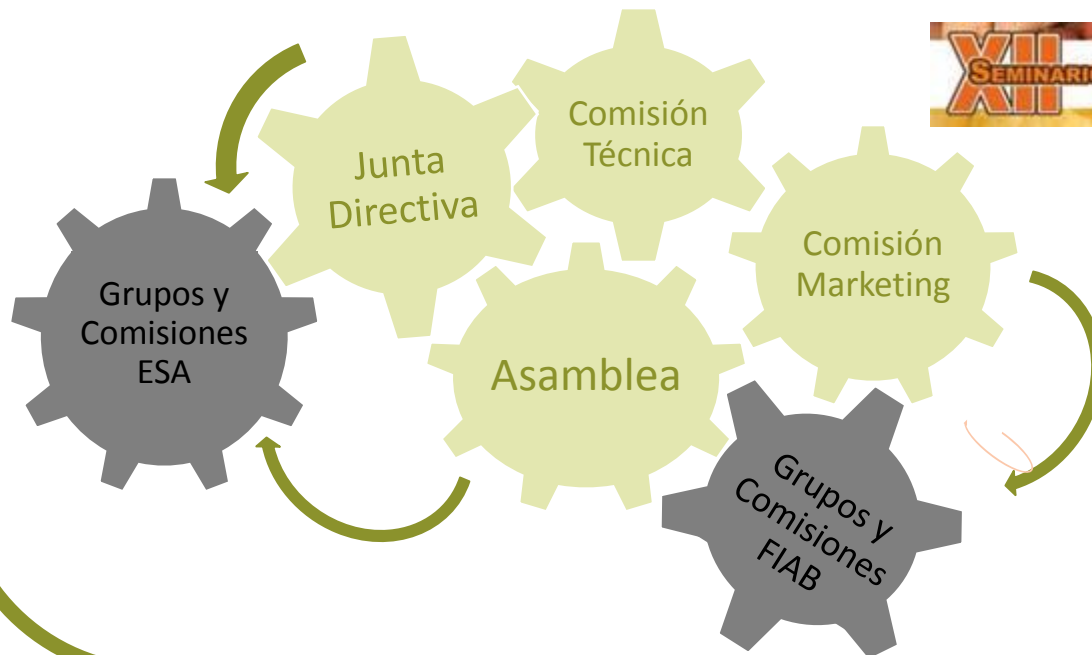 XII
SEMINARIO
Comisión
Técnica
Junta
Directiva
Comisión
Marketing
Grupos y
Comisiones
ESA
Asamblea
Grupos y
Comisiones
FIAB